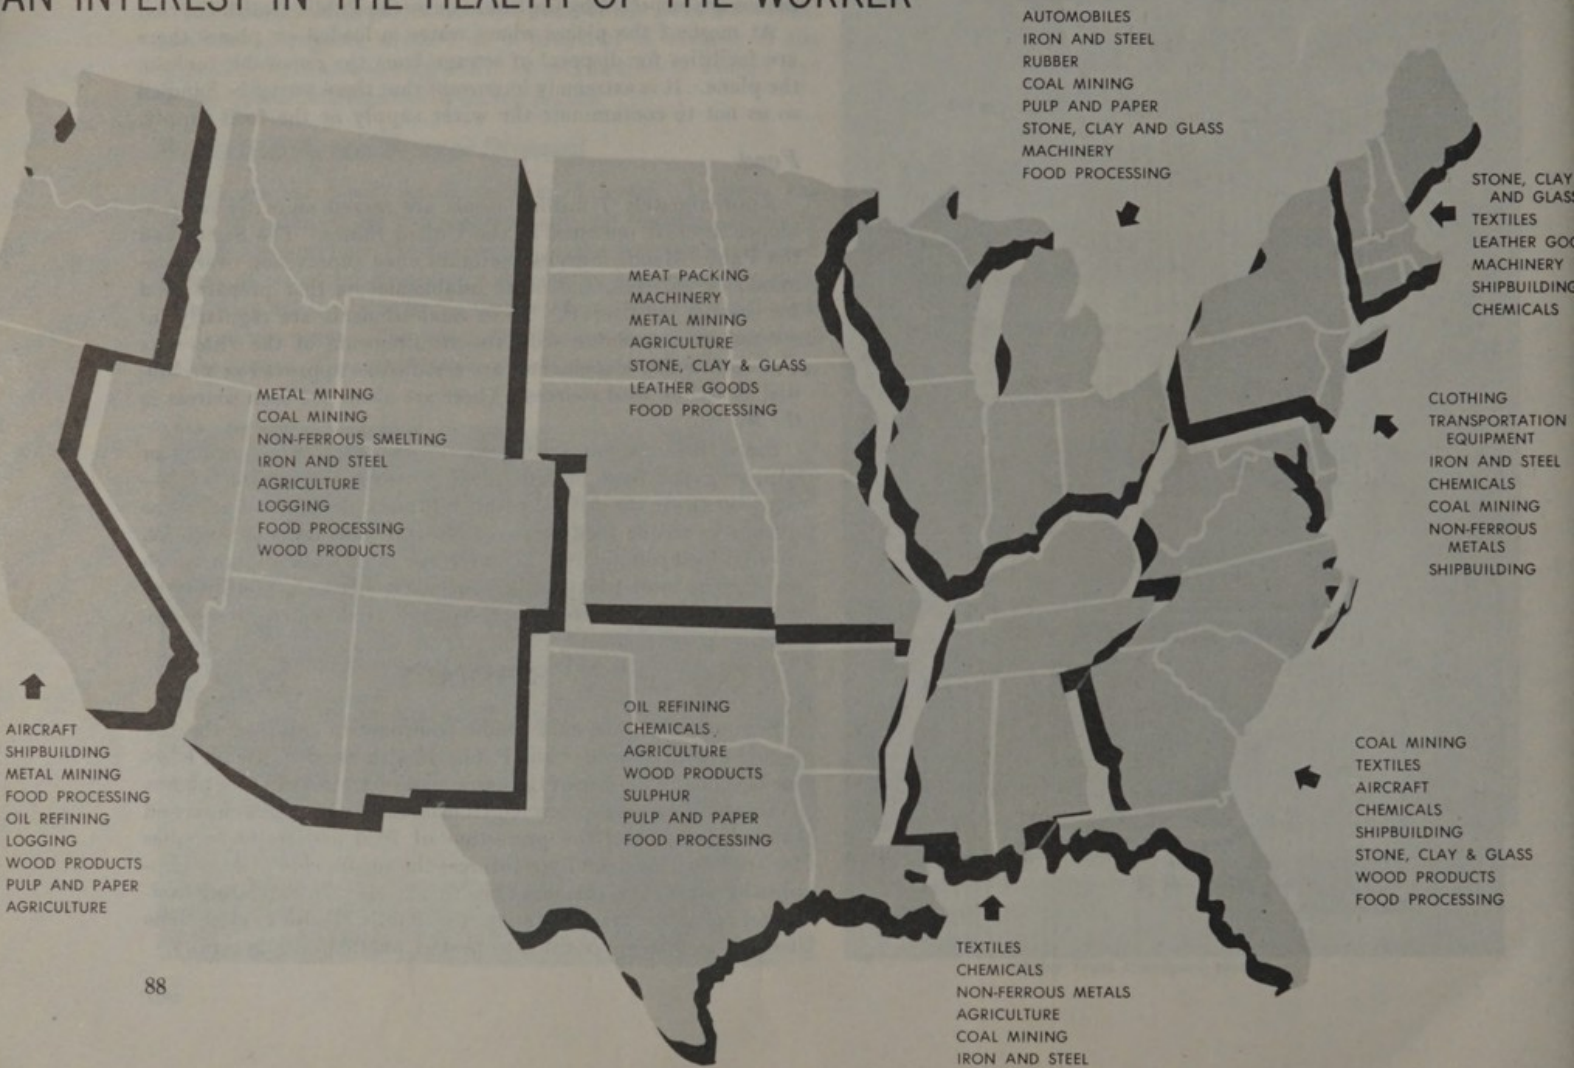 AN INTEREST IN THE HEALTH OF THE WORKER
AUTOMOBILES
IRON AND STEEL
RUBBER
COAL MINING
PULP AND PAPER
STONE, CLAY AND GLASS
MACHINERY
FOOD PROCESSING
STONE, CLAY
AND GLASS
TEXTILES
LEATHER GOO
MACHINERY
SHIPBUILDING
CHEMICALS
MEAT PACKING
MACHINERY
METAL MINING
AGRICULTURE
STONE, CLAY & GLASS
LEATHER GOODS
FOOD PROCESSING
METAL MINING
COAL MINING
NON-FERROUS SMELTING
IRON AND STEEL
AGRICULTURE
LOGGING
FOOD PROCESSING
WOOD PRODUCTS
CLOTHING
TRANSPORTATION
EQUIPMENT
IRON AND STEEL
CHEMICALS
COAL MINING
NON-FERROUS
METALS
SHIPBUILDING
AIRCRAFT
SHIPBUILDING
METAL MINING
FOOD PROCESSING
OIL REFINING
LOGGING
WOOD PRODUCTS
PULP AND PAPER
AGRICULTURE
OIL REFINING
CHEMICALS
AGRICULTURE
WOOD PRODUCTS
SULPHUR
PULP AND PAPER
FOOD PROCESSING
COAL MINING
TEXTILES
AIRCRAFT
CHEMICALS
SHIPBUILDING
STONE, CLAY & GLASS
WOOD PRODUCTS
FOOD PROCESSING
TEXTILES
CHEMICALS
NON-FERROUS METALS
AGRICULTURE
COAL MINING
IRON AND STEEL
88